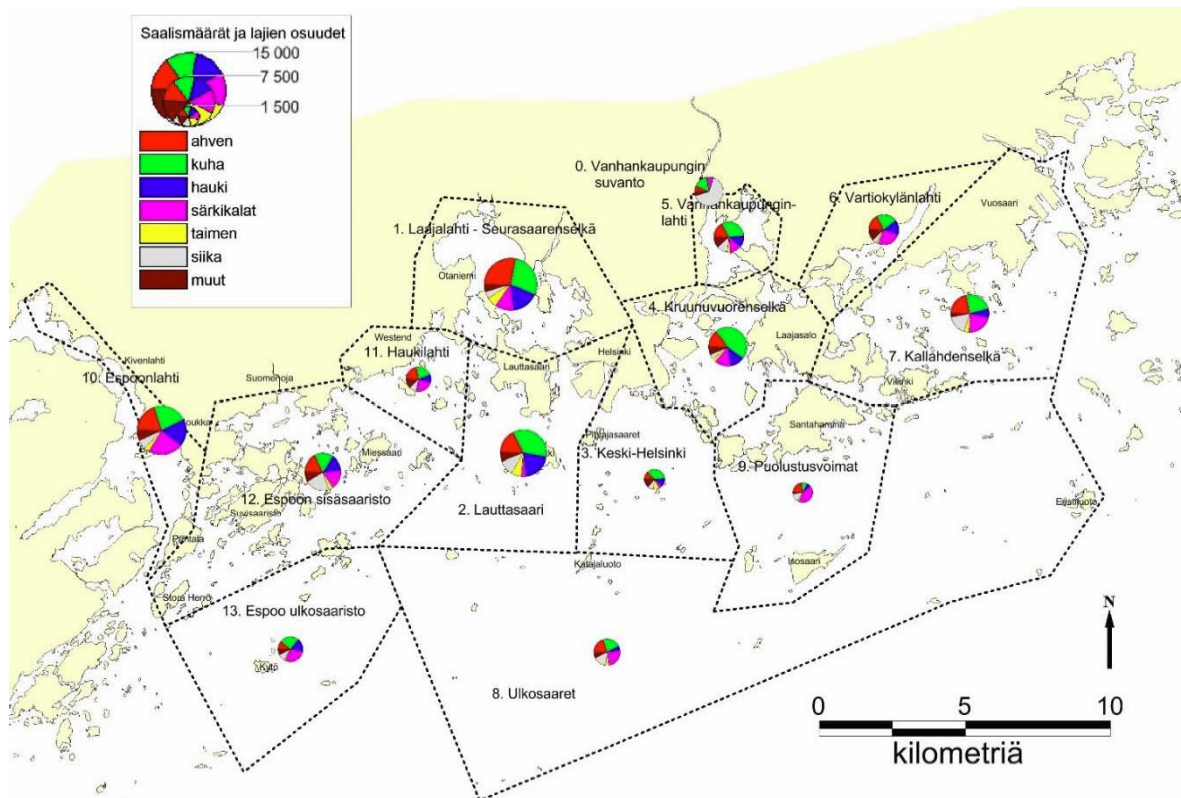 Saalismäärät ja lajien osuudet
15 000
7 500
1 500
ahven
kuha
hauki
särkikalat
taimen
siika
muut
0. Vanhankaupungin
suvanto
5. Vanhankaupungin-
lahti
6. Vartiokylänlahti
Vuosaari
1. Laajalahti - Seurasaarenselkä
Otaniemi
4. Kruunuvuorenselkä
Laajasalo
7. Kallahdenselkä
Westend
11. Haukilahti
Helsinki
Lauttasaari
Kivenlahti
10. Espoonlahti
Suomenoja
Villinki
Santahamina
Miessaari
3. Keski-Helsinki
9. Puolustusvoimat
12. Espoon sisäsaaristo
Suvisaaristo
2. Lauttasaari
Eestiluoto
Pentala
Katajaluoto
Isosaari
Stora Herrö
13. Espoo ulkosaaristo
Kytö
8. Ulkosaaret
N
0 5 10
kilometriä